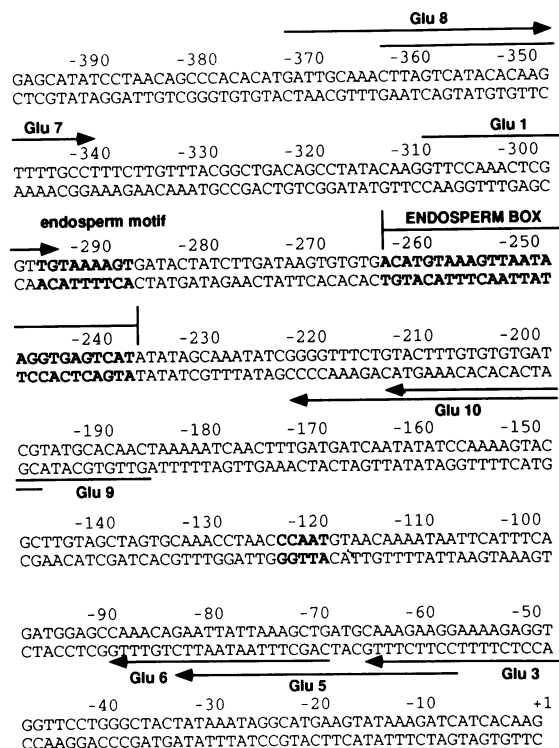 Glu 8
-390 -380 -370 -360 -350
GAGCATATCCTAACAGCCCACACATGATTGCAAACTTAGTCATACACAAG
CTCGTATAGGATTGTCGGGTGTGTACTAACGTTTGAATCAGTATGTGTTC
Glu 7 Glu 1
-340 -330 -320 -310 -300
TTTTGCCTTTCTTGTTTACGGCTGACAGCCTATACAAGGTTCCAAACTCG
AAAACGGAAAGAACAAATGCCGACTGTCGGATATGTTCCAAGGTTTGAGC
endosperm motif ENDOSPERM BOX
-290 -280 -270 -260 -250
GTTGTAAAAGTGATACTATCTTGATAAGTGTGTGACATGTAAAGTTAATA
CAACATTTTCACTATGATAGAACTATTCACACACTGTACATTTCAATTAT
-240 -230 -220 -210 -200
AGGTGAGTCATATATAGCAAATATCGGGGTTTCTGTACTTTGTGTGTGAT
TCCACTCAGTATATATCGTTTATAGCCCCAAAGACATGAAACACACACTA
Glu 10
-190 -180 -170 -160 -150
CGTATGCACAACTAAAAATCAACTTTGATGATCAATATATCCAAAAGTAC
GCATACGTGTTGATTTTTAGTTGAAACTACTAGTTATATAGGTTTTCATG
Glu 9
-140 -130 -120 -110 -100
GCTTGTAGCTAGTGCAAACCTAACCCAATGTAACAAAATAATTCATTTCA
CGAACATCGATCACGTTTGGATTGGGTTACATTGTTTTATTAAGTAAAGT
-90 -80 -70 -60 -50
GATGGAGCCAAACAGAATTATTAAAGCTGATGCAAAGAAGGAAAAGAGGT
CTACCTCGGTTTGTCTTAATAATTTCGACTACGTTTCTTCCTTTTCTCCA
Glu 6 Glu 5 Glu 3
-40 -30 -20 -10 +1
GGTTCCTGGGCTACTATAAATAGGCATGAAGTATAAAGATCATCACAAG
CCAAGGACCCGATGATATTTATCCGTACTTCATATTTCTAGTAGTGTTC